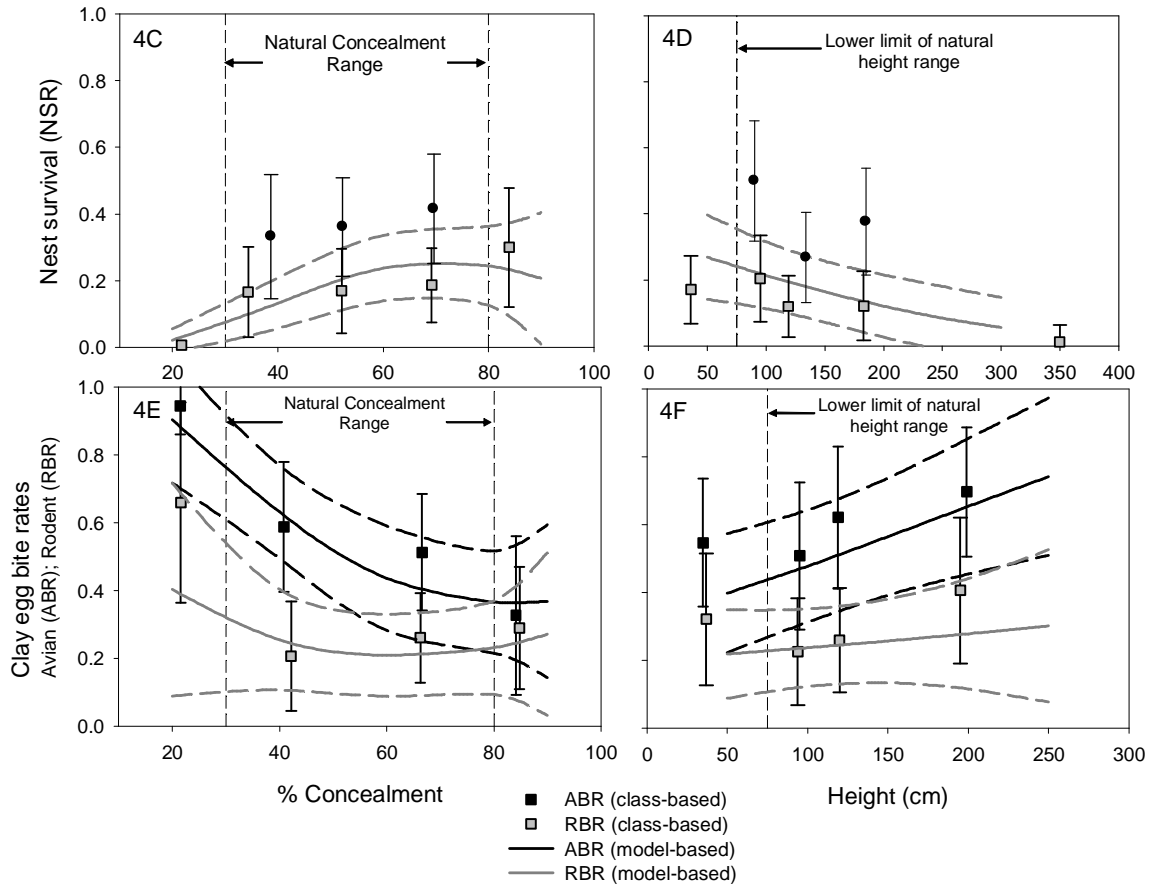 4C
Natural Concealment
Range
4D
Lower limit of natural
height range
Nest survival (NSR)
1.0
0.8
0.6
0.4
0.2
0.0
20 40 60 80 100
0 50 100 150 200 250 300 350 400
4E
Natural Concealment
Range
4F
Lower limit of natural
height range
Clay egg bite rates
Avian (ABR); Rodent (RBR)
1.0
0.8
0.6
0.4
0.2
0.0
20 40 60 80 100
0 50 100 150 200 250 300
% Concealment
Height (cm)
ABR (class-based)
RBR (class-based)
ABR (model-based)
RBR (model-based)